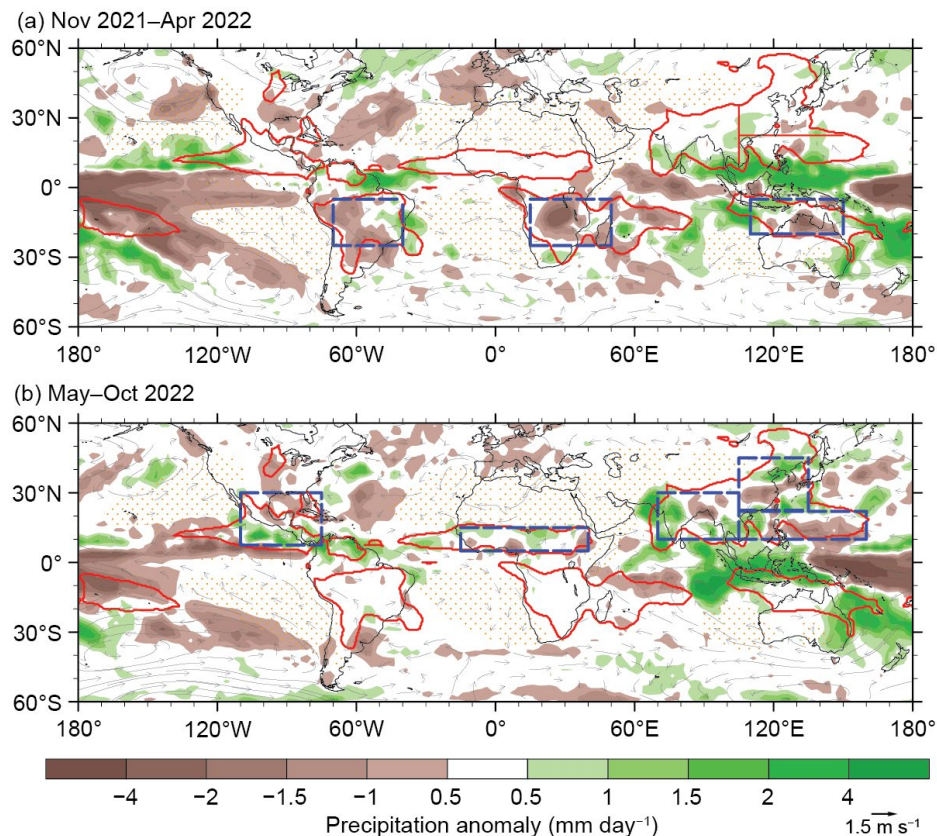 (a) Nov 2021–Apr 2022
60°N
30°N
0°
30°S
60°S
180° 120°W 60°W 0° 60°E 120°E 180°
(b) May–Oct 2022
60°N
30°N
0°
30°S
60°S
180° 120°W 60°W 0° 60°E 120°E 180°
−4 −2 −1.5 −1 0.5 0.5 1 1.5 2 4
Precipitation anomaly (mm day−1) 1.5 m s−1